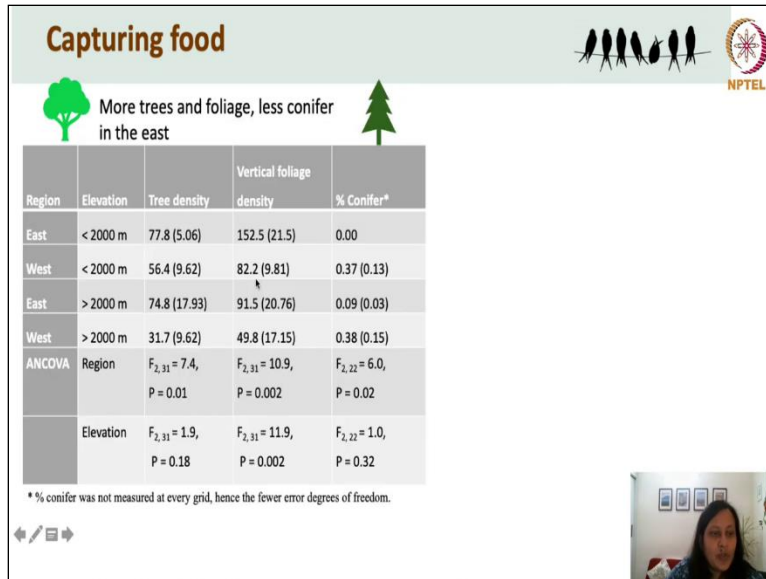 Capturing food
NPTEL
More trees and foliage, less conifer
in the east
Region Elevation Tree density Vertical foliage density % Conifer*
East < 2000 m 77.8 (5.06) 152.5 (21.5) 0.00
West < 2000 m 56.4 (9.62) 82.2 (9.81) 0.37 (0.13)
East > 2000 m 74.8 (17.93) 91.5 (20.76) 0.09 (0.03)
West > 2000 m 31.7 (9.62) 49.8 (17.15) 0.38 (0.15)
ANCOVA Region F2, 31 = 7.4, F2, 31 = 10.9, F2, 22 = 6.0,
P = 0.01 P = 0.002 P = 0.02
Elevation F2, 31 = 1.9, F2, 31 = 11.9, F2, 22 = 1.0,
P = 0.18 P = 0.002 P = 0.32
* % conifer was not measured at every grid, hence the fewer error degrees of freedom.